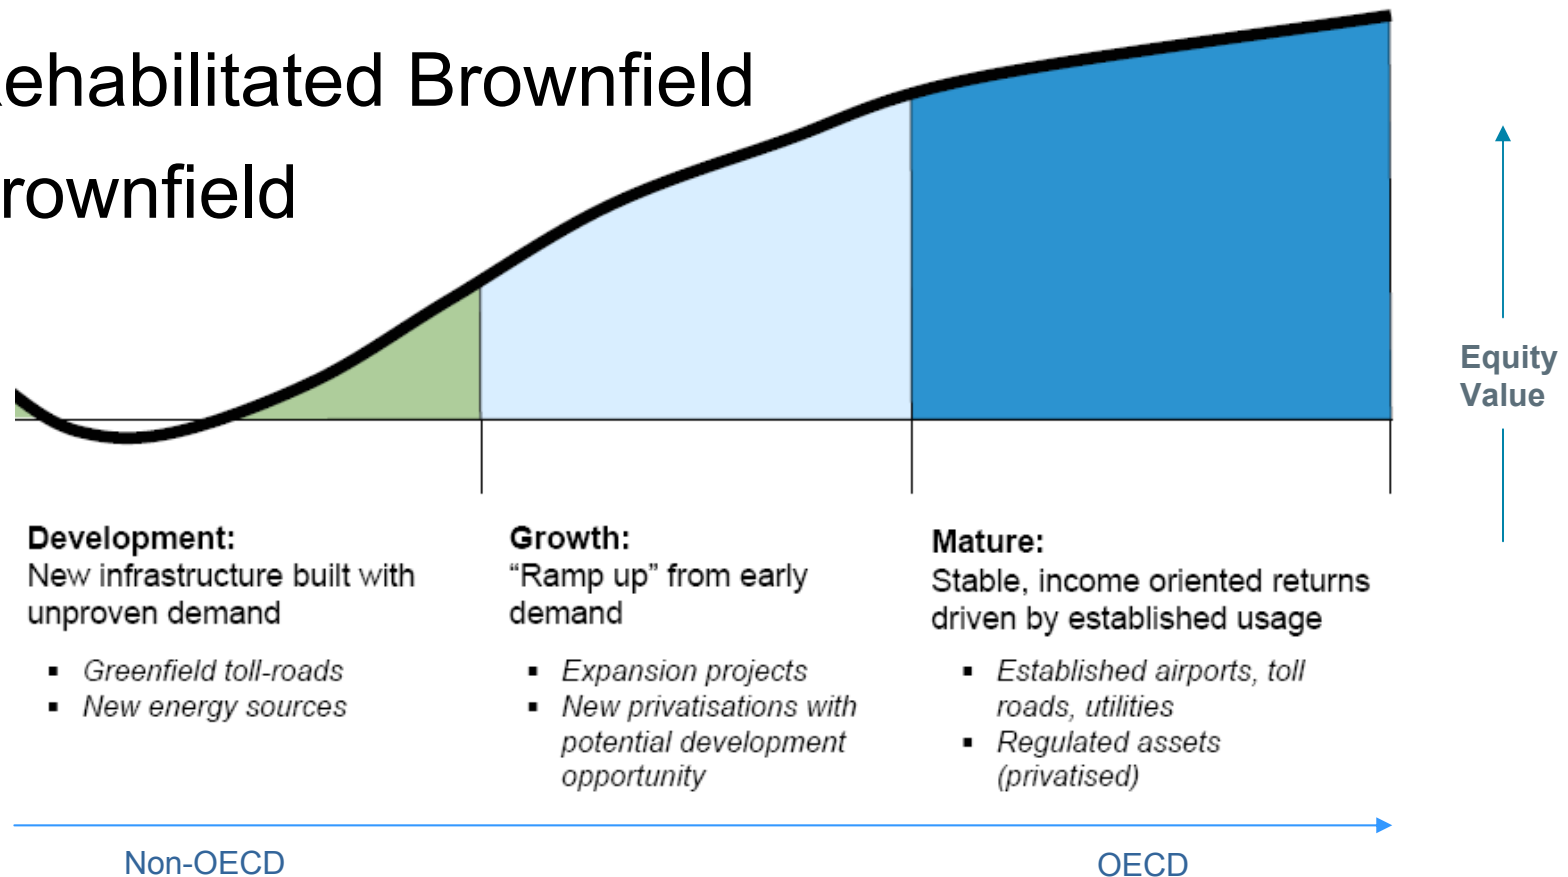 ehabilitated Brownfield
rownfield
Equity
Value
Development:
New infrastructure built with
unproven demand
▪ Greenfield toll-roads
▪ New energy sources
Growth:
“Ramp up” from early
demand
▪ Expansion projects
▪ New privatisations with
potential development
opportunity
Mature:
Stable, income oriented returns
driven by established usage
▪ Established airports, toll
roads, utilities
▪ Regulated assets
(privatised)
Non-OECD
OECD